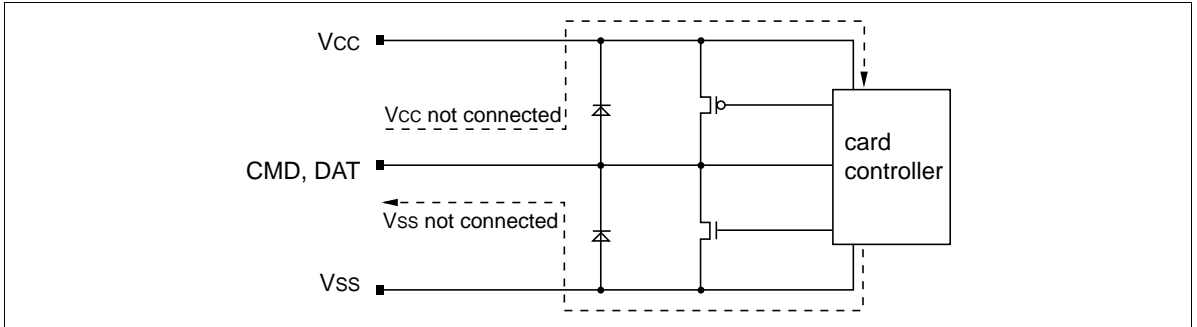 VCC
VCC not connected
CMD, DAT
card
controller
VSS not connected
VSS